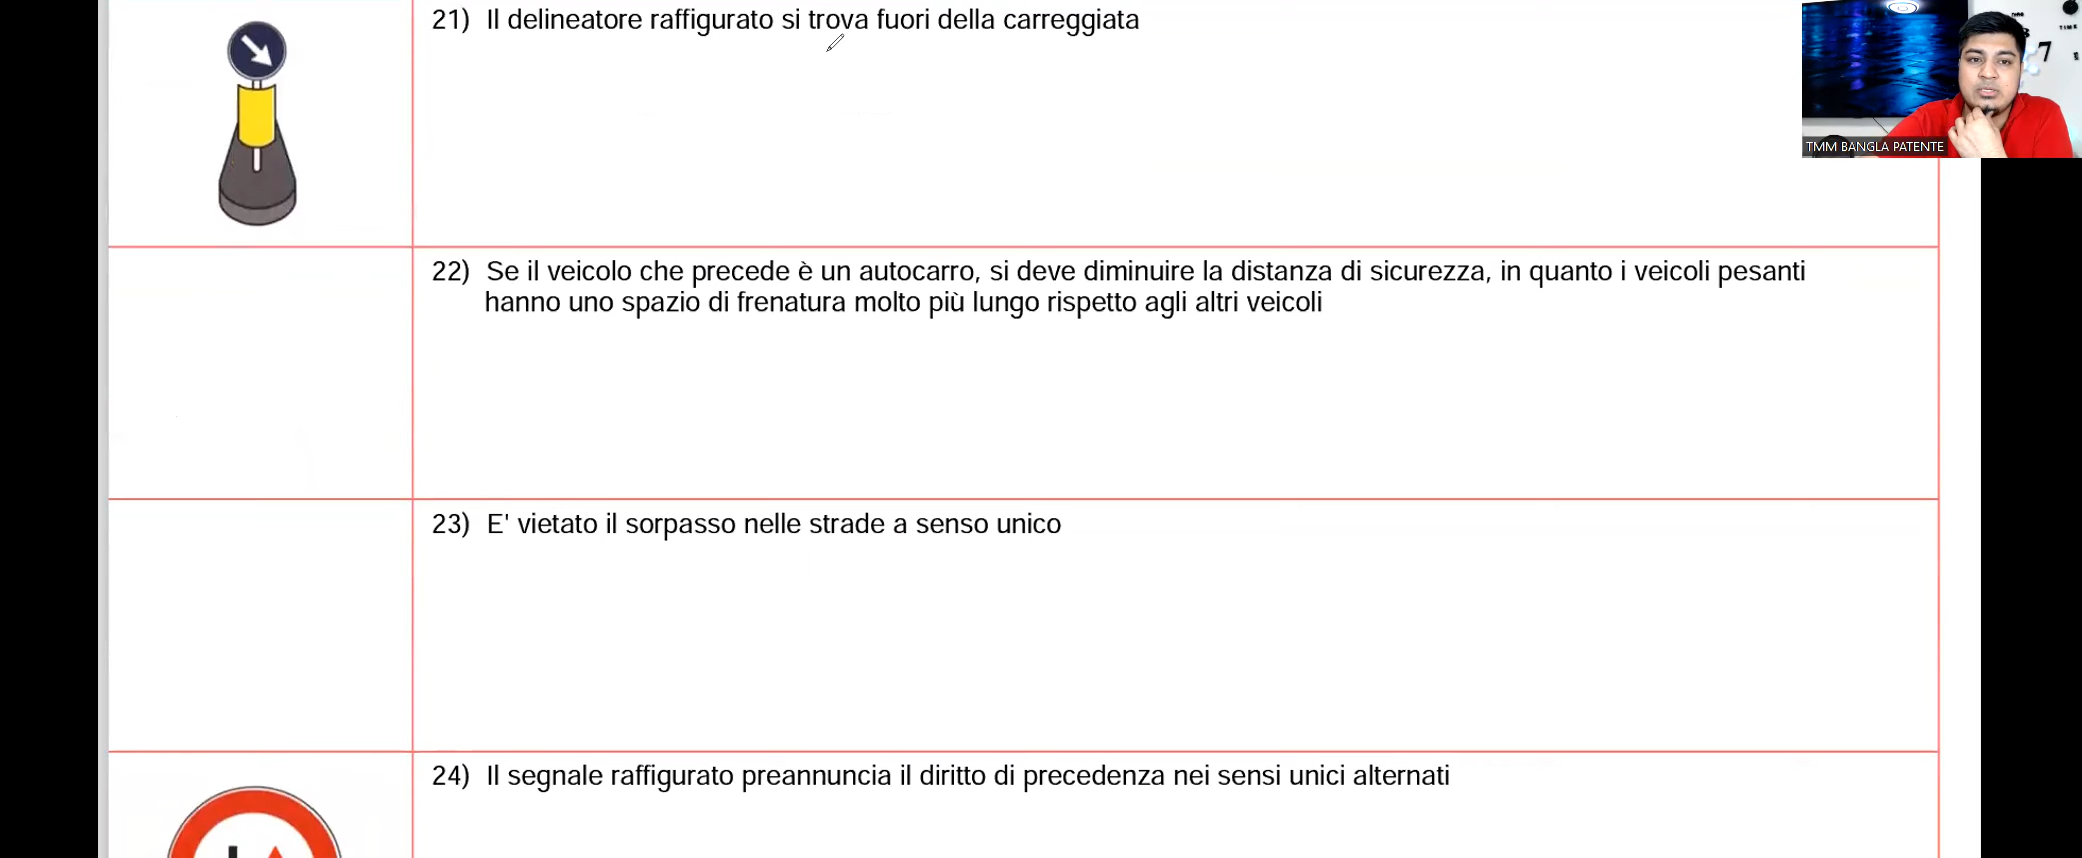 21) Il delineatore raffigurato si trova fuori della carreggiata
7
TIME
TMM BANGLA PATENTE
22) Se il veicolo che precede è un autocarro, si deve diminuire la distanza di sicurezza, in quanto i veicoli pesanti
hanno uno spazio di frenatura molto più lungo rispetto agli altri veicoli
23) E' vietato il sorpasso nelle strade a senso unico
24) Il segnale raffigurato preannuncia il diritto di precedenza nei sensi unici alternati